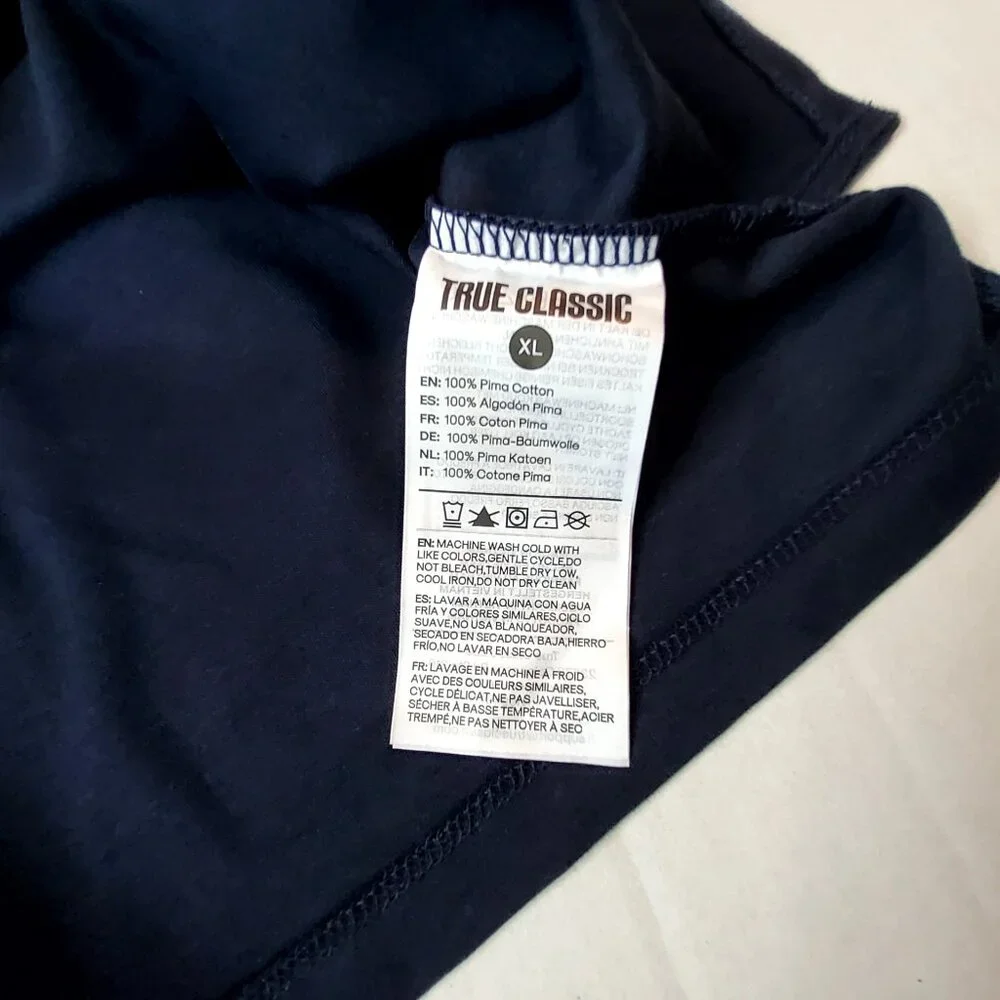 TRUE CLASSIC
XL
EN: 100% Pima Cotton
ES: 100% Algodón Pima
FR: 100% Coton Pima
DE: 100% Pima-Baumwolle
NL: 100% Pima Katoen
IT: 100% Cotone Pima
EN: MACHINE WASH COLD WITH
LIKE COLORS,GENTLE CYCLE,DO
NOT BLEACH,TUMBLE DRY LOW,
COOL IRON,DO NOT DRY CLEAN
HERGESTELLT IN VIETNAM
ES: LAVAR A MÁQUINA CON AGUA
FRÍA Y COLORES SIMILARES,CICLO
SUAVE,NO USA BLANQUEADOR,
SECADO EN SECADORA BAJA,HIERRO
FRÍO,NO LAVAR EN SECO
FR: LAVAGE EN MACHINE À FROID
AVEC DES COULEURS SIMILAIRES,
CYCLE DÉLICAT,NE PAS JAVELLISER,
SÉCHER À BASSE TEMPÉRATURE,ACIER
TREMPÉ,NE PAS NETTOYER À SEC